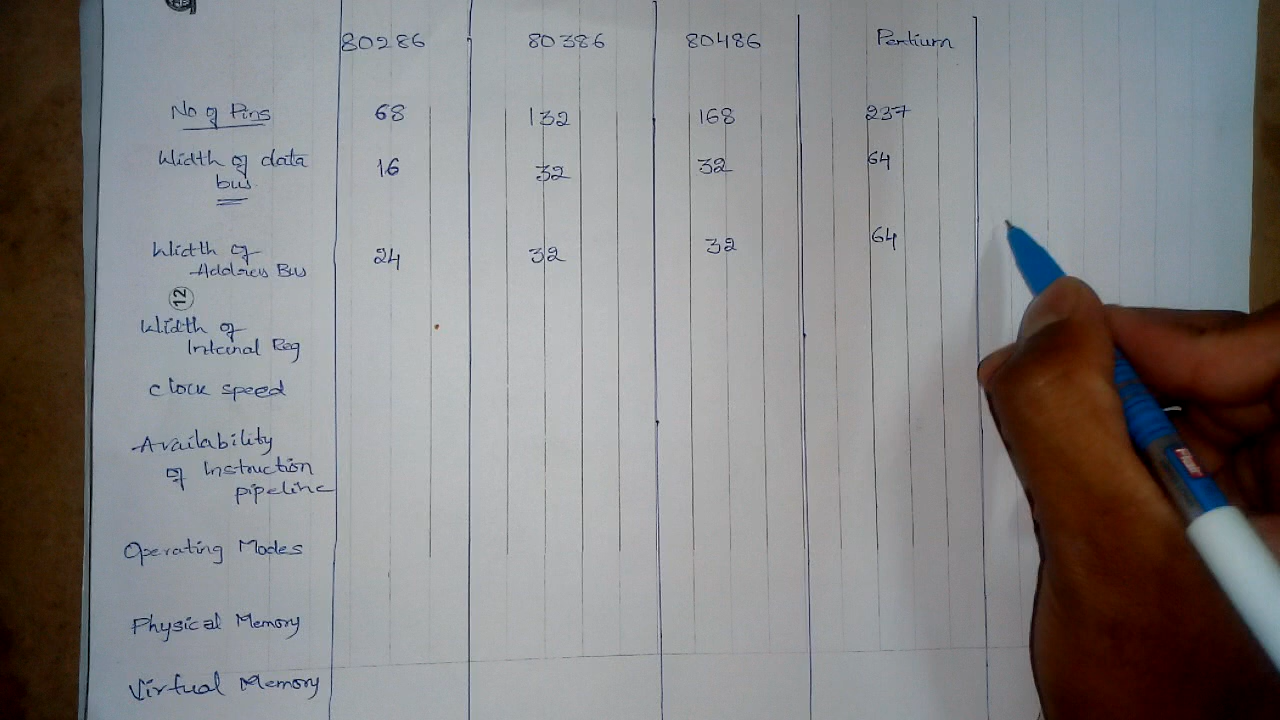 80286 80386 80486 Pentium
No of Pins 68 132 168 237
Width of data bus 16 32 32 64
Width of Address Bus 24 32 32 64
12
Width of
Internal Reg
Clock speed
Availability
of Instruction
pipeline
Operating Modes
Physical Memory
Virtual Memory